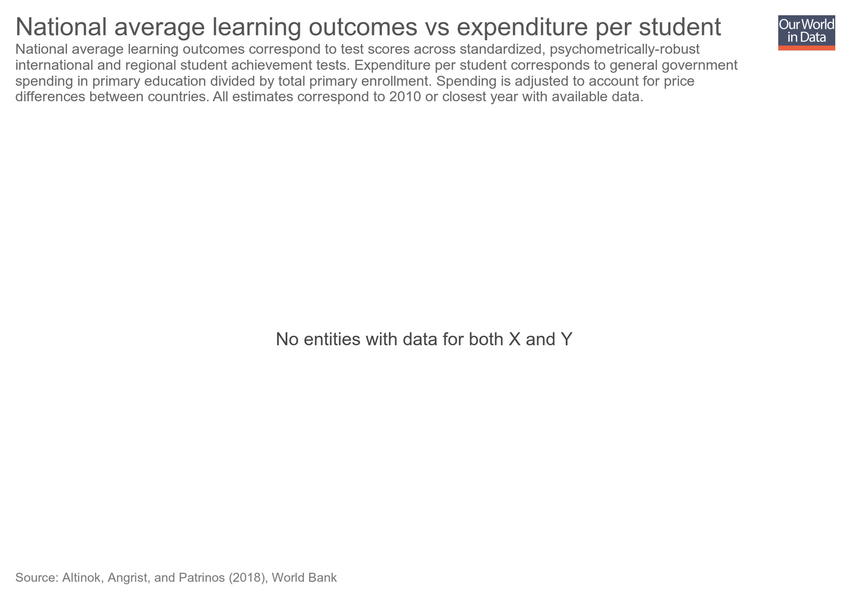 National average learning outcomes vs expenditure per student
Our World
in Data
National average learning outcomes correspond to test scores across standardized, psychometrically-robust
international and regional student achievement tests. Expenditure per student corresponds to general government
spending in primary education divided by total primary enrollment. Spending is adjusted to account for price
differences between countries. All estimates correspond to 2010 or closest year with available data.
No entities with data for both X and Y
Source: Altinok, Angrist, and Patrinos (2018), World Bank